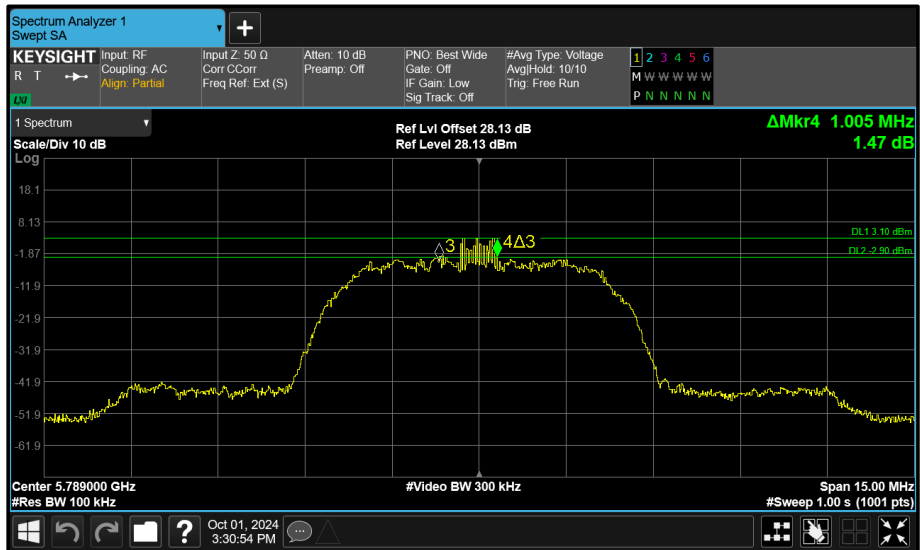 Spectrum Analyzer 1
Swept SA
+
KEYSIGHT
R T
LXI
Input: RF
Coupling: AC
Align: Partial
Input Z: 50 Ω
Corr CCorr
Freq Ref: Ext (S)
Atten: 10 dB
Preamp: Off
PNO: Best Wide
Gate: Off
IF Gain: Low
Sig Track: Off
#Avg Type: Voltage
Avg|Hold: 10/10
Trig: Free Run
1 2 3 4 5 6
M W W W W W
P N N N N N
1 Spectrum
Scale/Div 10 dB
Log
Ref Lvl Offset 28.13 dB
Ref Level 28.13 dBm
ΔMkr4 1.005 MHz
1.47 dB
18.1
8.13
-1.87
-11.9
-21.9
-31.9
-41.9
-51.9
-61.9
3
4Δ3
DL1 3.10 dBm
DL2 -2.90 dBm
Center 5.789000 GHz
#Res BW 100 kHz
#Video BW 300 kHz
Span 15.00 MHz
#Sweep 1.00 s (1001 pts)
?
Oct 01, 2024
3:30:54 PM